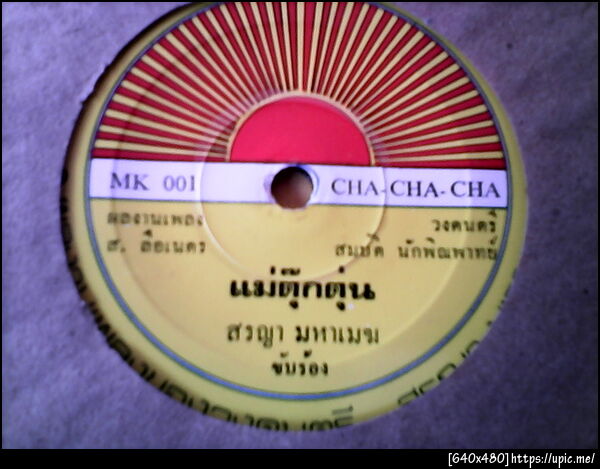 MK 001
CHA-CHA-CHA
ผลงานเพลง
ส. ลือเนตร
วงดนตรี
สมบัติ นักพิณพาทย์
แม่ตุ๊กตุ่น
สรญา มหาเมฆ
ขับร้อง
[640x480]https://upic.me/